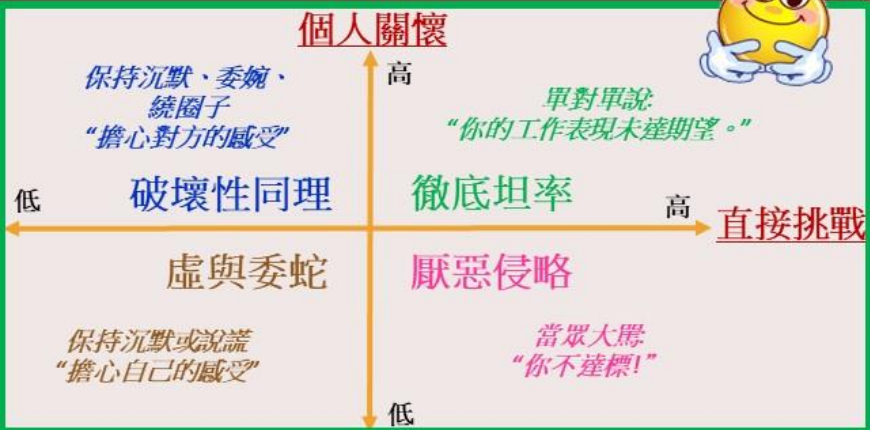 個人關懷
高
保持沉默、委婉、
繞圈子
“擔心對方的感受”
單對單說:
“你的工作表現未達期望。”
破壞性同理
徹底坦率
低
高
直接挑戰
虛與委蛇
厭惡侵略
保持沉默或說謊
“擔心自己的感受”
當眾大罵:
“你不達標!”
低